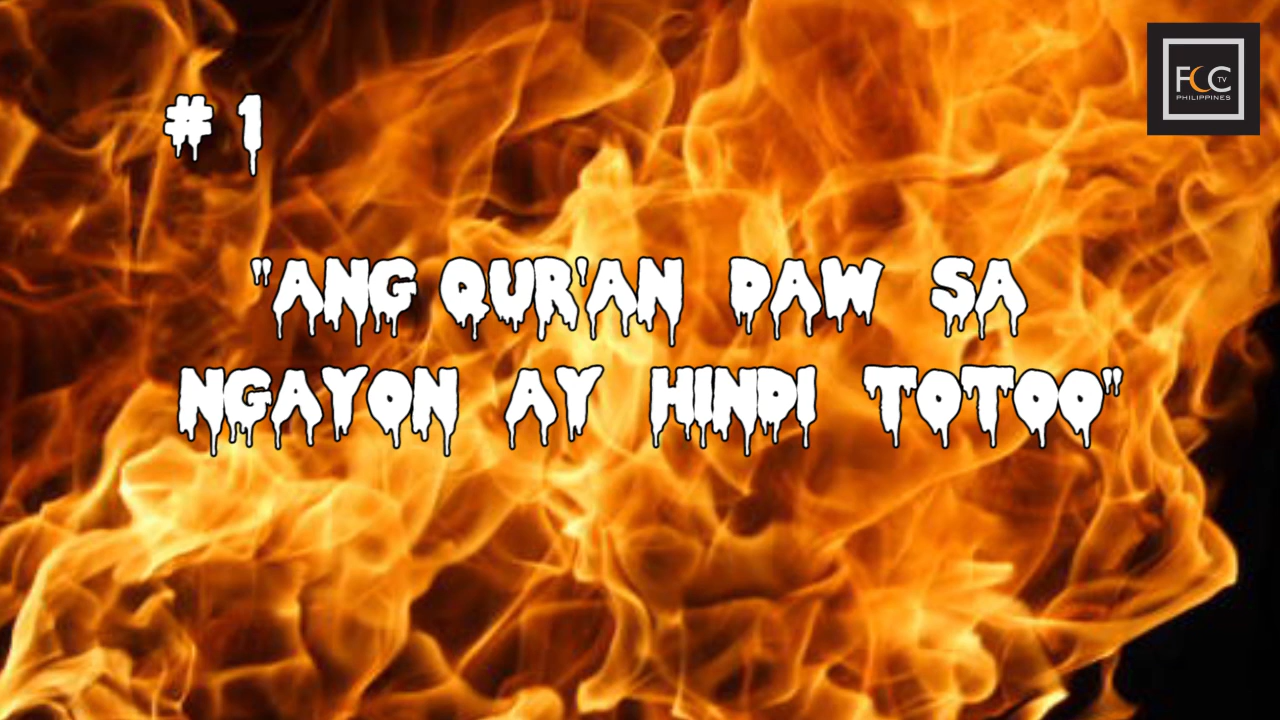 FCC TV
PHILIPPINES
# 1
"ANG QUR'AN DAW SA
NGAYON AY HINDI TOTOO"